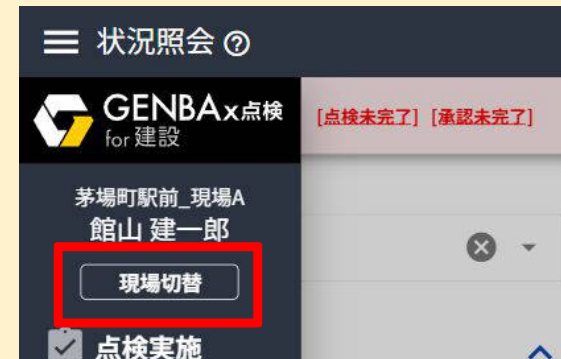 状況照会
GENBAx点検
for 建設
[点検未完了] [承認未完了]
茅場町駅前_現場A
館山 建一郎
現場切替
点検実施